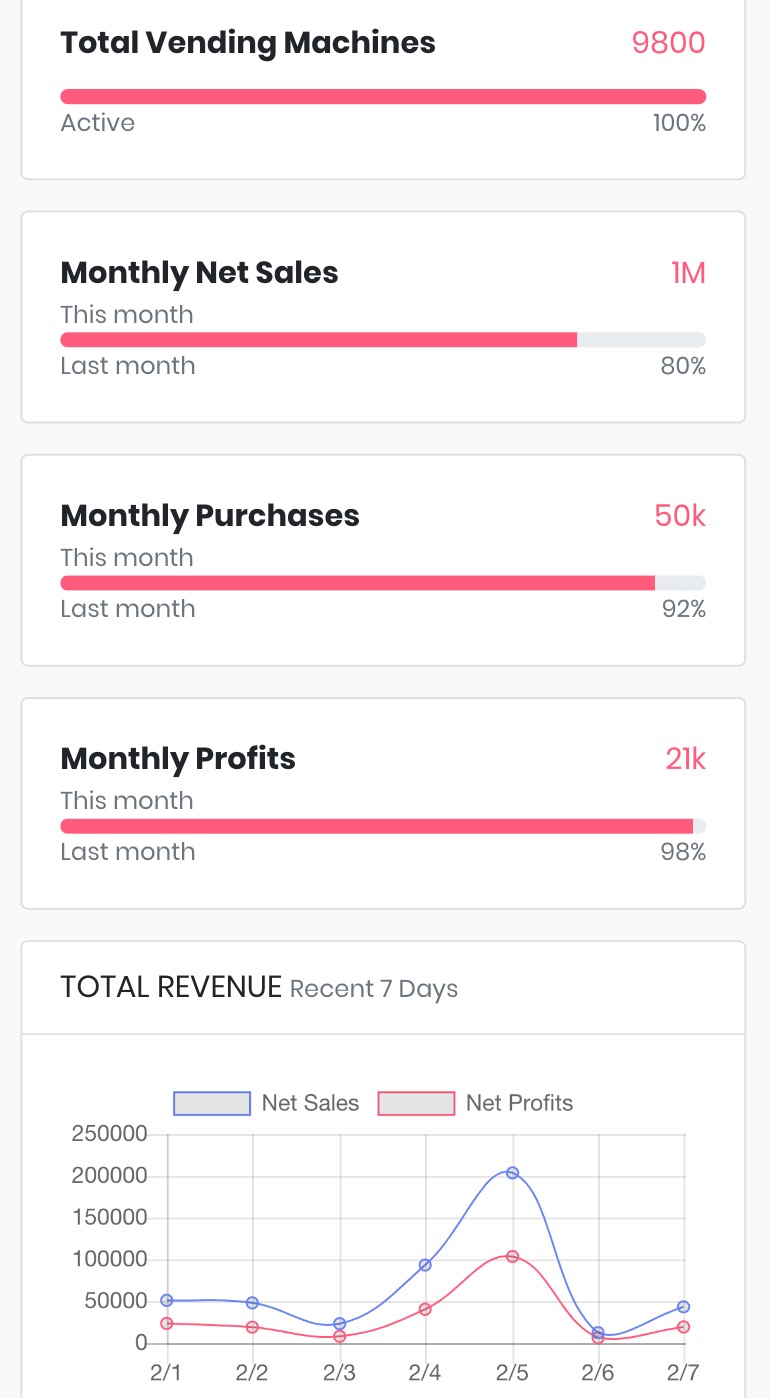 Total Vending Machines 9800
Active 100%
Monthly Net Sales 1M
This month
Last month 80%
Monthly Purchases 50k
This month
Last month 92%
Monthly Profits 21k
This month
Last month 98%
TOTAL REVENUE Recent 7 Days
Net Sales Net Profits
250000
200000
150000
100000
50000
0
2/1 2/2 2/3 2/4 2/5 2/6 2/7